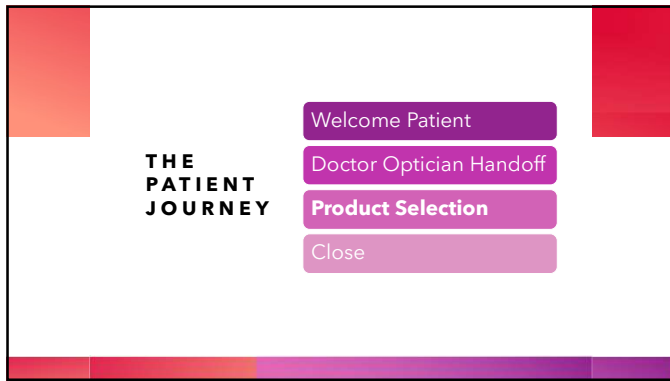 THE
PATIENT
JOURNEY
Welcome Patient
Doctor Optician Handoff
Product Selection
Close